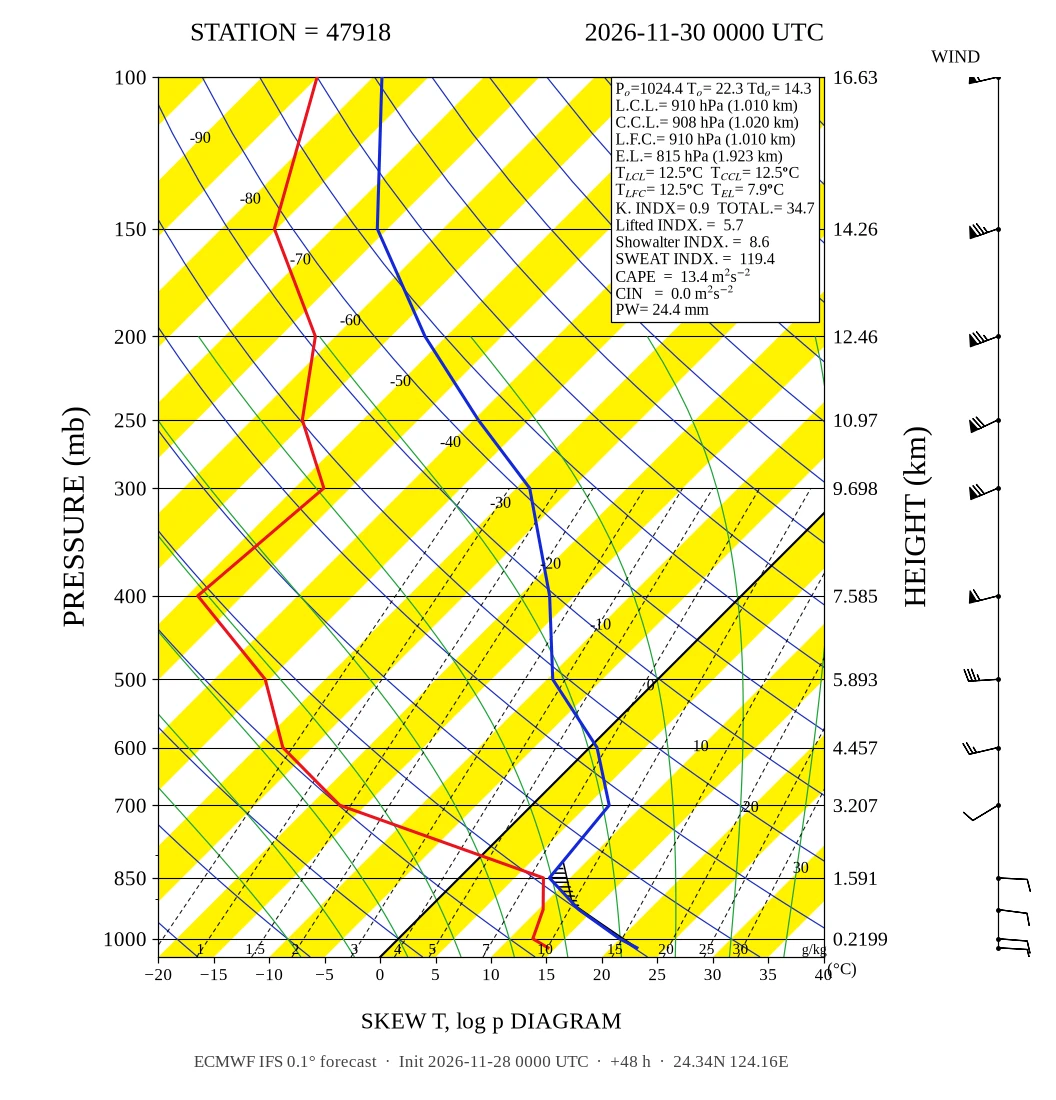 STATION = 47918 2026-11-30 0000 UTC
WIND
100 16.63
P₀=1024.4 T₀= 22.3 Td₀= 14.3
L.C.L.= 910 hPa (1.010 km)
C.C.L.= 908 hPa (1.020 km)
L.F.C.= 910 hPa (1.010 km)
E.L.= 815 hPa (1.923 km)
T_LCL= 12.5°C T_CCL= 12.5°C
T_LFC= 12.5°C T_EL= 7.9°C
K. INDX= 0.9 TOTAL.= 34.7
Lifted INDX. = 5.7
Showalter INDX. = 8.6
SWEAT INDX. = 119.4
CAPE = 13.4 m²s⁻²
CIN = 0.0 m²s⁻²
PW= 24.4 mm
-90
-80
150 14.26
-70
-60
200 12.46
-50
250 10.97
-40
300 9.698
-30
PRESSURE (mb)
HEIGHT (km)
-20
400 7.585
-10
500 5.893
0
600 10 4.457
700 20 3.207
30
850 1.591
1000 0.2199
1 1.5 2 3 4 5 7 10 15 20 25 30 g/kg
−20 −15 −10 −5 0 5 10 15 20 25 30 35 40 (°C)
SKEW T, log p DIAGRAM
ECMWF IFS 0.1° forecast · Init 2026-11-28 0000 UTC · +48 h · 24.34N 124.16E